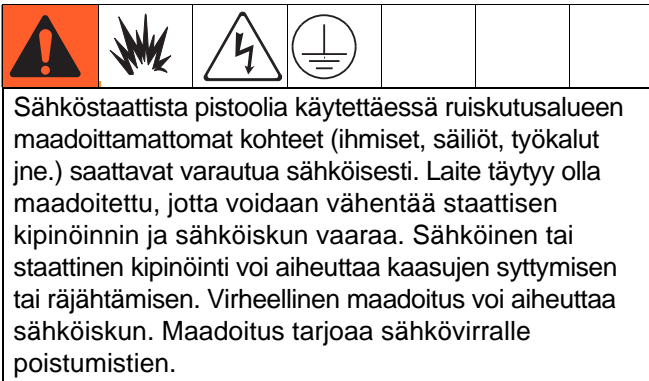 Sähköstaattista pistoolia käytettäessä ruiskutusalueen
maadoittamattomat kohteet (ihmiset, säiliöt, työkalut
jne.) saattavat varautua sähköisesti. Laite täytyy olla
maadoitettu, jotta voidaan vähentää staattisen
kipinöinnin ja sähköiskun vaaraa. Sähköinen tai
staattinen kipinöinti voi aiheuttaa kaasujen syttymisen
tai räjähtämisen. Virheellinen maadoitus voi aiheuttaa
sähköiskun. Maadoitus tarjoaa sähkövirralle
poistumistien.